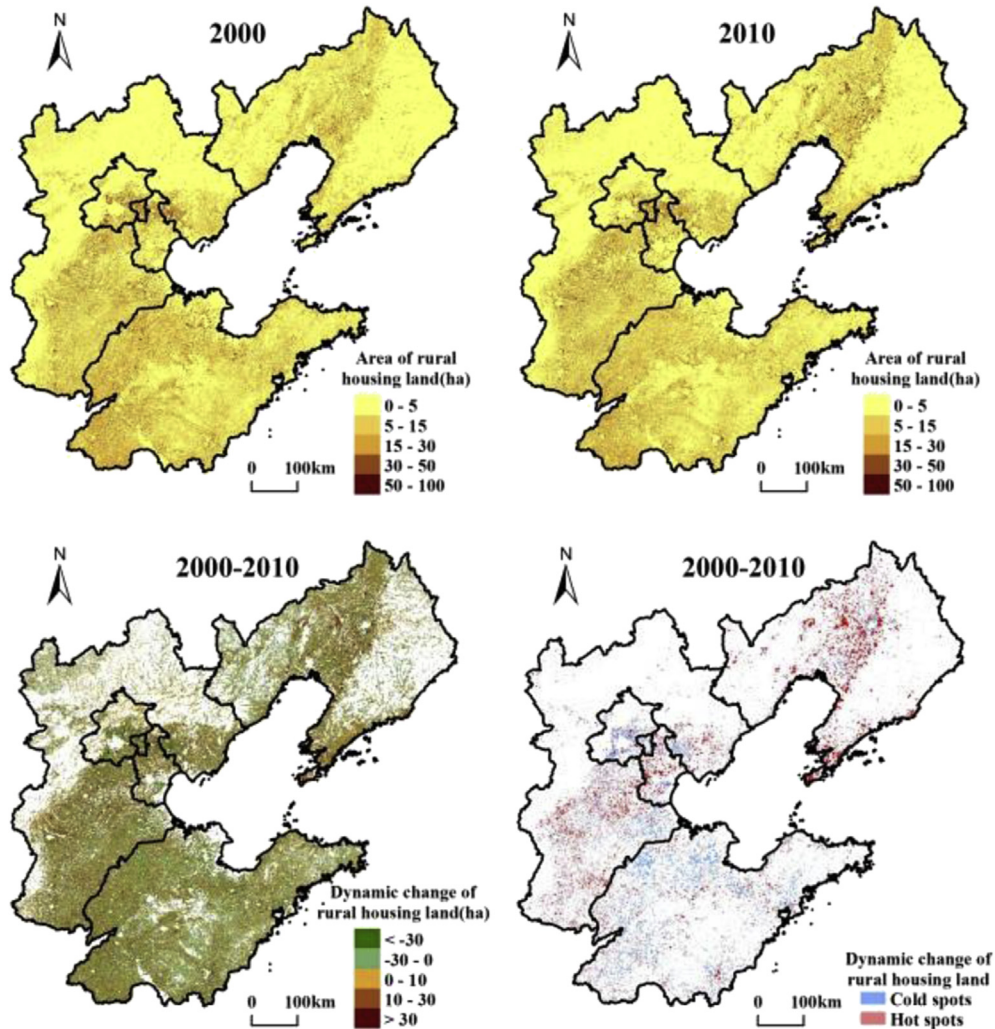 N
2000
Area of rural
housing land(ha)
0 - 5
5 - 15
15 - 30
30 - 50
50 - 100
0 100km
N
2010
Area of rural
housing land(ha)
0 - 5
5 - 15
15 - 30
30 - 50
50 - 100
0 100km
N
2000-2010
Dynamic change of
rural housing land(ha)
< -30
-30 - 0
0 - 10
10 - 30
> 30
0 100km
N
2000-2010
Dynamic change of
rural housing land
Cold spots
Hot spots
0 100km